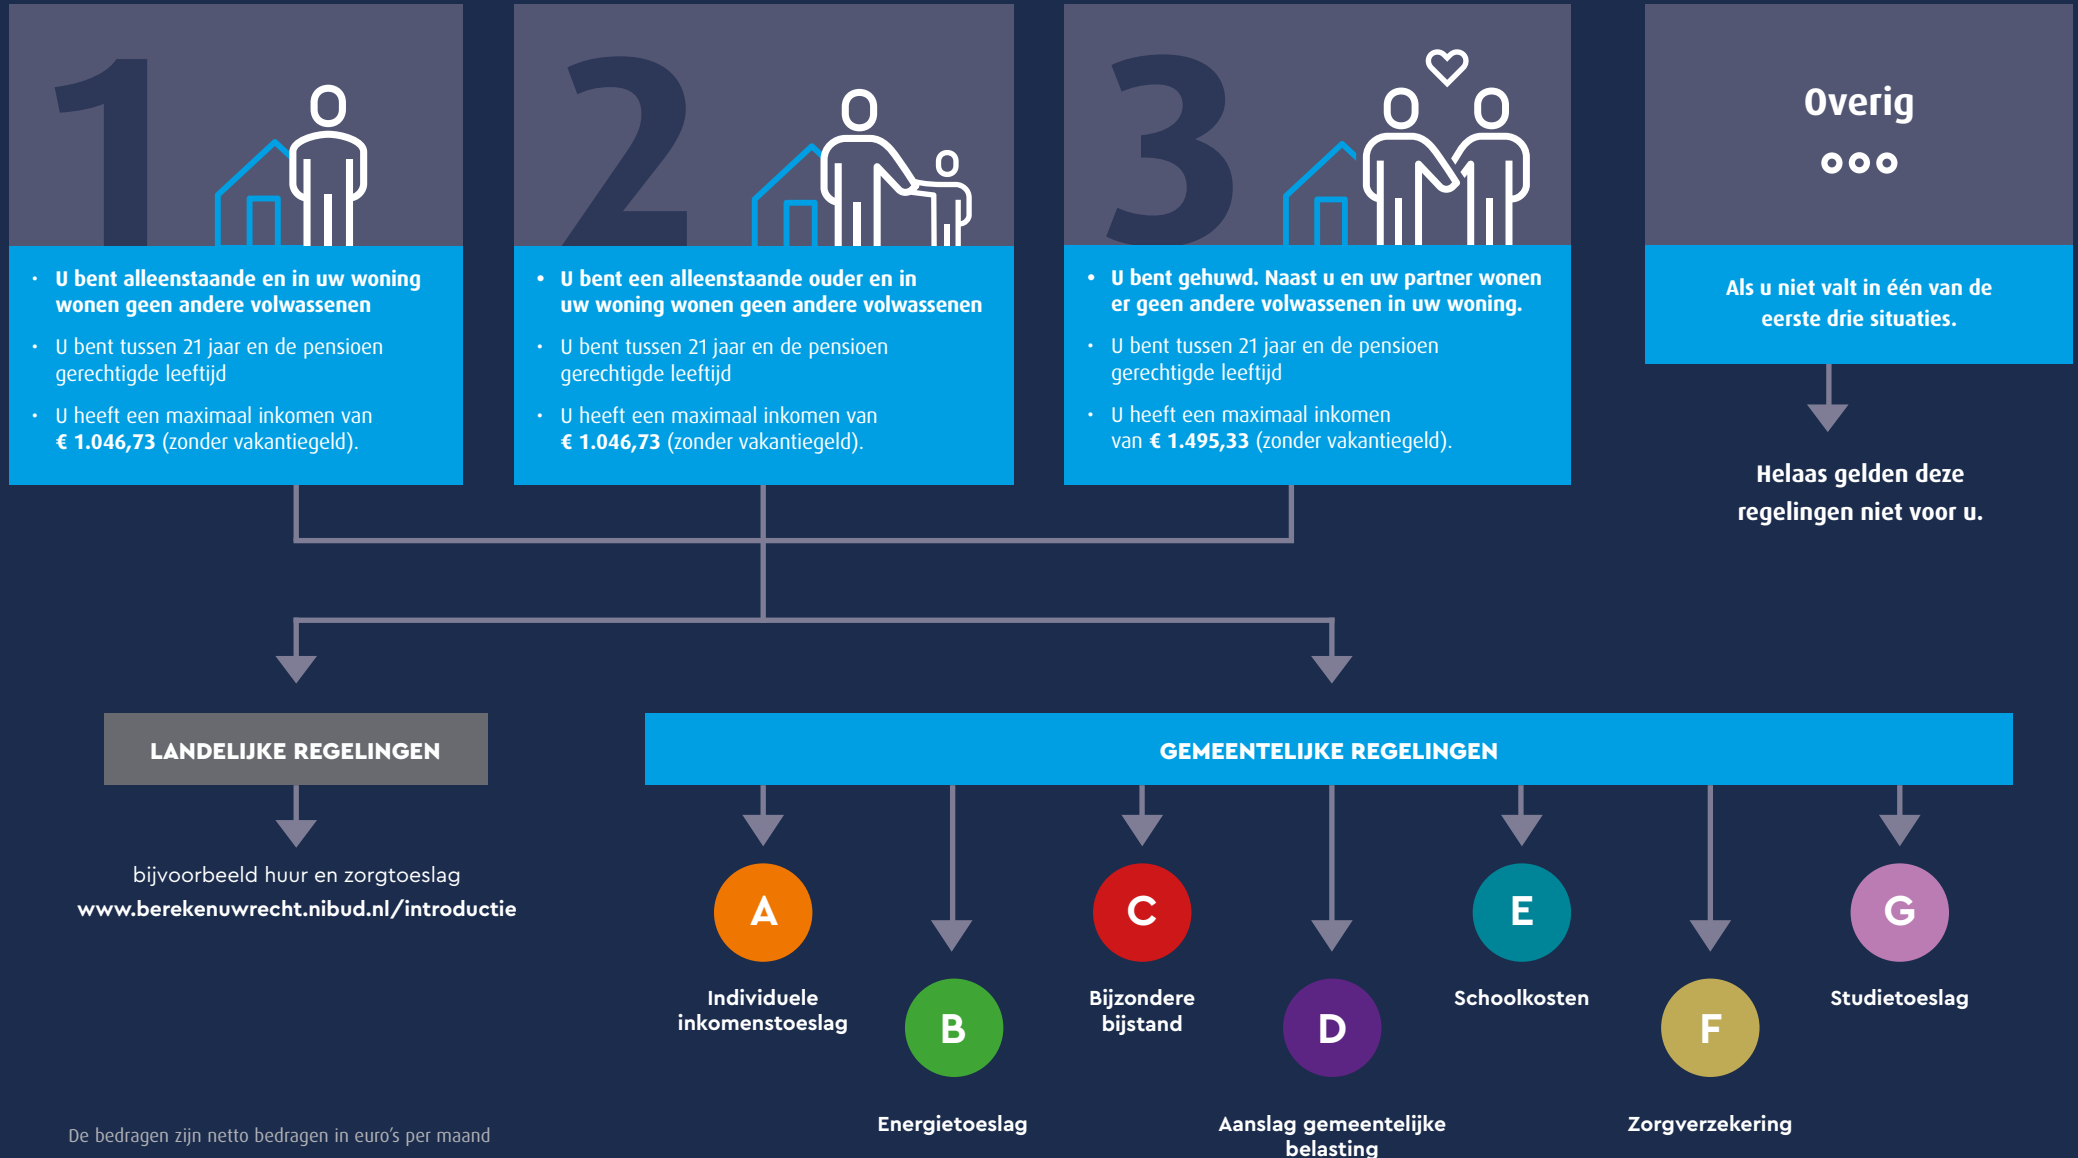 1
• U bent alleenstaande en in uw woning
wonen geen andere volwassenen
• U bent tussen 21 jaar en de pensioen
gerechtigde leeftijd
• U heeft een maximaal inkomen van
€ 1.046,73 (zonder vakantiegeld).
2
• U bent een alleenstaande ouder en in
uw woning wonen geen andere volwassenen
• U bent tussen 21 jaar en de pensioen
gerechtigde leeftijd
• U heeft een maximaal inkomen van
€ 1.046,73 (zonder vakantiegeld).
3
• U bent gehuwd. Naast u en uw partner wonen
er geen andere volwassenen in uw woning.
• U bent tussen 21 jaar en de pensioen
gerechtigde leeftijd
• U heeft een maximaal inkomen
van € 1.495,33 (zonder vakantiegeld).
Overig
Als u niet valt in één van de
eerste drie situaties.
Helaas gelden deze
regelingen niet voor u.
LANDELIJKE REGELINGEN
bijvoorbeeld huur en zorgtoeslag
www.berekenuwrecht.nibud.nl/introductie
GEMEENTELIJKE REGELINGEN
A
Individuele
inkomenstoeslag
B
Energietoeslag
C
Bijzondere
bijstand
D
Aanslag gemeentelijke
belasting
E
Schoolkosten
F
Zorgverzekering
G
Studietoeslag
De bedragen zijn netto bedragen in euro's per maand